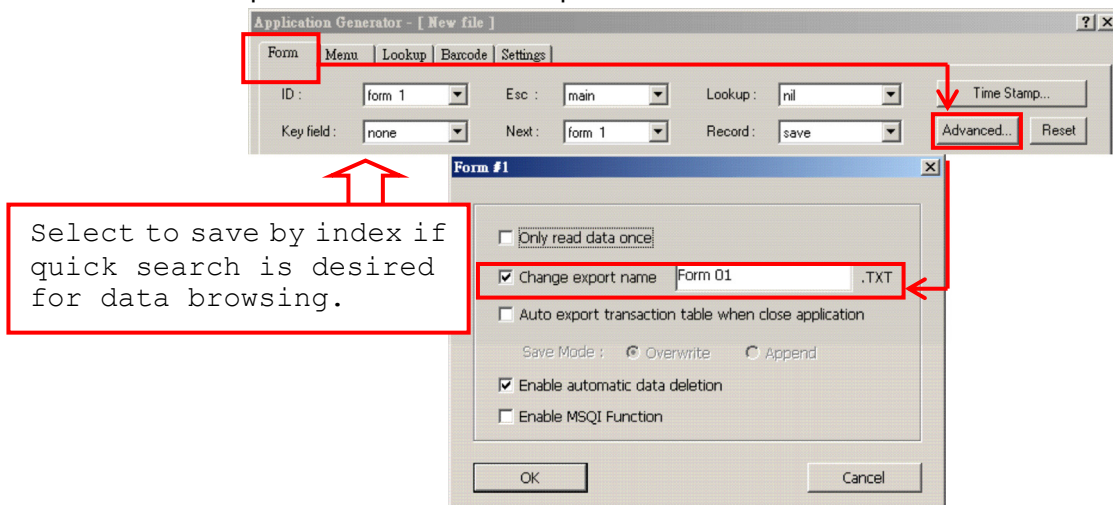 Application Generator - [ New file ]
Form Menu Lookup Barcode Settings
ID : form 1 Esc : main Lookup : nil Time Stamp...
Key field : none Next : form 1 Record : save Advanced... Reset
Form #1
Select to save by index if
quick search is desired
for data browsing.
Only read data once
Change export name Form 01 .TXT
Auto export transaction table when close application
Save Mode : Overwrite Append
Enable automatic data deletion
Enable MSQI Function
OK Cancel